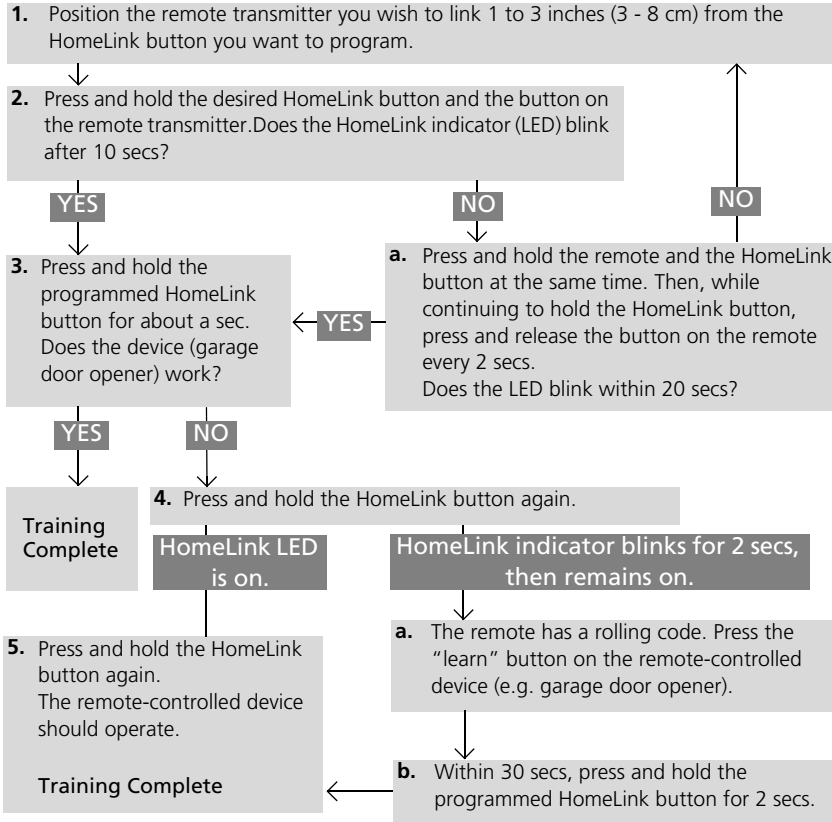 1. Position the remote transmitter you wish to link 1 to 3 inches (3 - 8 cm) from the
HomeLink button you want to program.
2. Press and hold the desired HomeLink button and the button on
the remote transmitter.Does the HomeLink indicator (LED) blink
after 10 secs?
YES
NO
NO
3. Press and hold the
programmed HomeLink
button for about a sec.
Does the device (garage
door opener) work?
YES
a. Press and hold the remote and the HomeLink
button at the same time. Then, while
continuing to hold the HomeLink button,
press and release the button on the remote
every 2 secs.
Does the LED blink within 20 secs?
YES
NO
Training
Complete
4. Press and hold the HomeLink button again.
HomeLink LED
is on.
HomeLink indicator blinks for 2 secs,
then remains on.
5. Press and hold the HomeLink
button again.
The remote-controlled device
should operate.
Training Complete
a. The remote has a rolling code. Press the
“learn” button on the remote-controlled
device (e.g. garage door opener).
b. Within 30 secs, press and hold the
programmed HomeLink button for 2 secs.